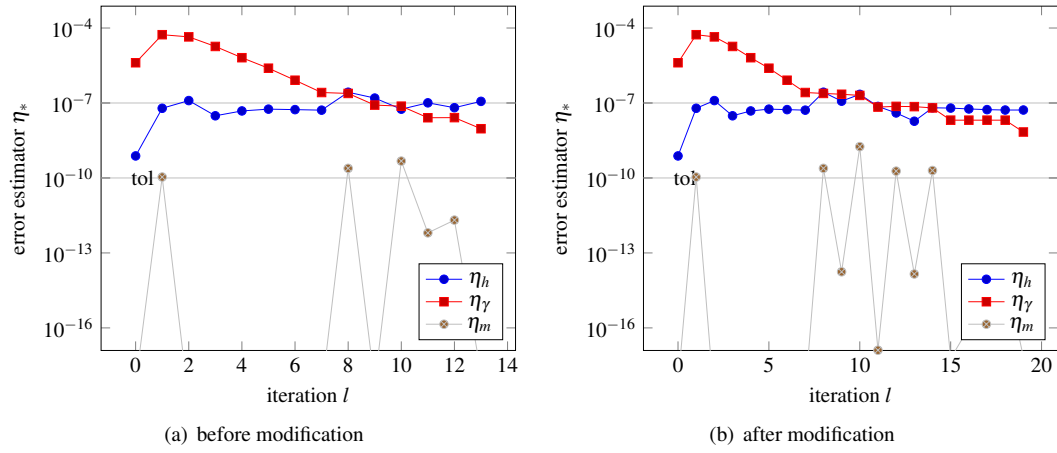 10^−4
10^−7
10^−10
10^−13
10^−16
error estimator η_*
tol
η_h
η_γ
η_m
0 2 4 6 8 10 12 14
iteration l
(a) before modification
10^−4
10^−7
10^−10
10^−13
10^−16
error estimator η_*
tol
η_h
η_γ
η_m
0 5 10 15 20
iteration l
(b) after modification